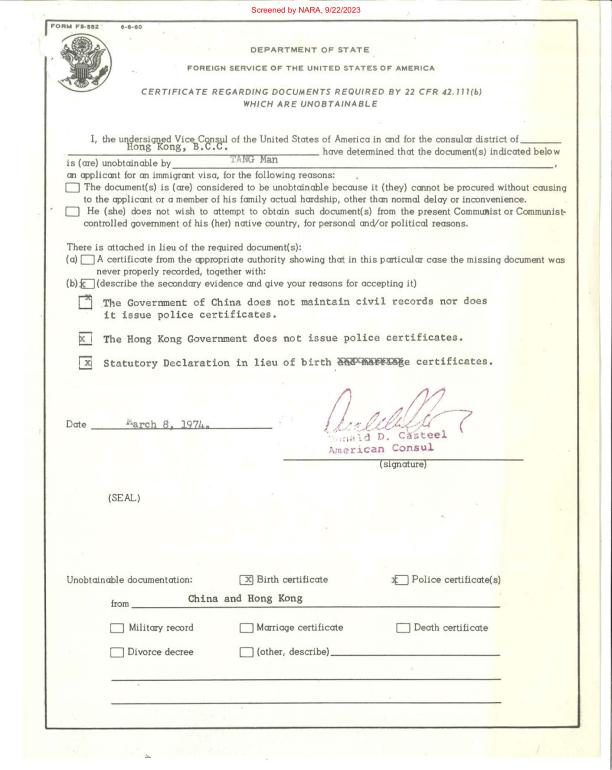 Screened by NARA, 9/22/2023
FORM FS-552 6-6-60
DEPARTMENT OF STATE
FOREIGN SERVICE OF THE UNITED STATES OF AMERICA
CERTIFICATE REGARDING DOCUMENTS REQUIRED BY 22 CFR 42.111(b)
WHICH ARE UNOBTAINABLE
I, the undersigned Vice Consul of the United States of America in and for the consular district of
Hong Kong, B.C.C. have determined that the document(s) indicated below
is (are) unobtainable by TANG Man,
an applicant for an immigrant visa, for the following reasons:
The document(s) is (are) considered to be unobtainable because it (they) cannot be procured without causing
to the applicant or a member of his family actual hardship, other than normal delay or inconvenience.
He (she) does not wish to attempt to obtain such document(s) from the present Communist or Communist-
controlled government of his (her) native country, for personal and/or political reasons.
There is attached in lieu of the required document(s):
(a) A certificate from the appropriate authority showing that in this particular case the missing document was
never properly recorded, together with:
(b) x (describe the secondary evidence and give your reasons for accepting it)
x The Government of China does not maintain civil records nor does
it issue police certificates.
x The Hong Kong Government does not issue police certificates.
x Statutory Declaration in lieu of birth and marriage certificates.
Date March 8, 1974.
Donald D. Casteel
American Consul
(signature)
(SEAL)
Unobtainable documentation: x Birth certificate x Police certificate(s)
from China and Hong Kong
Military record Marriage certificate Death certificate
Divorce decree (other, describe)